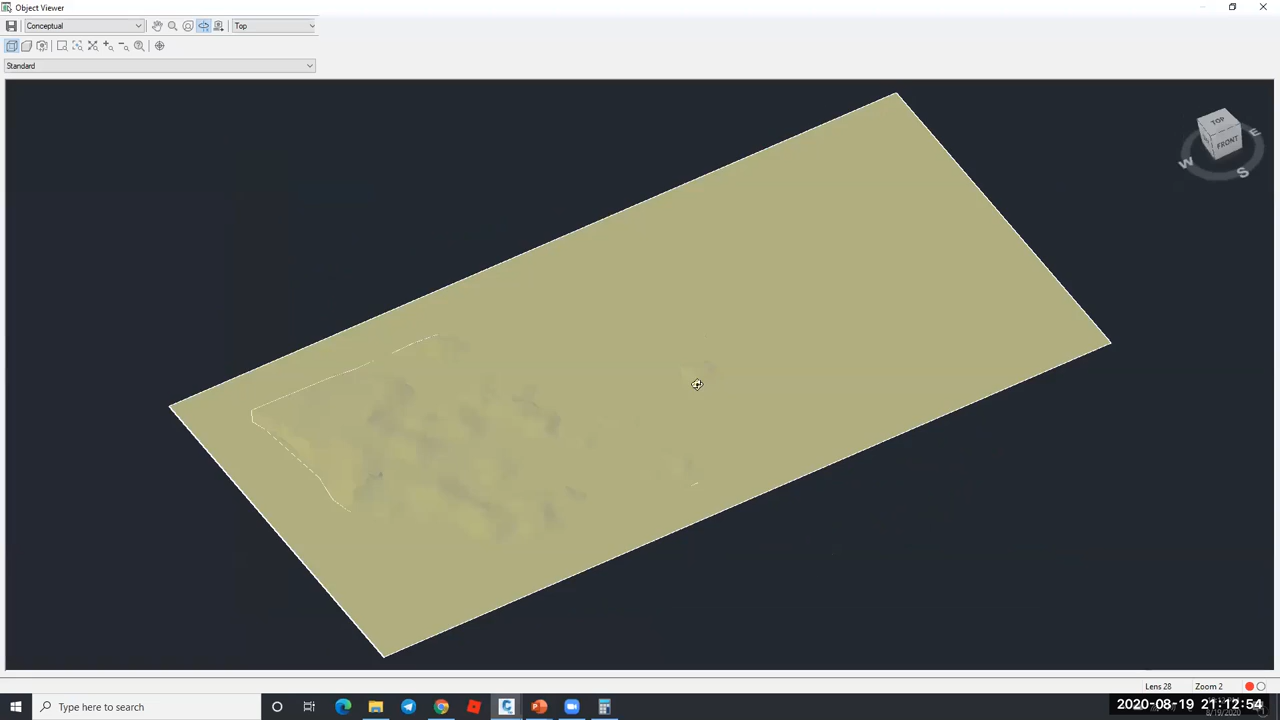 Object Viewer
Conceptual
Top
Standard
TOP
FRONT
W
E
S
Lens 28
Zoom 2
Type here to search
2020-08-19 21:12:54